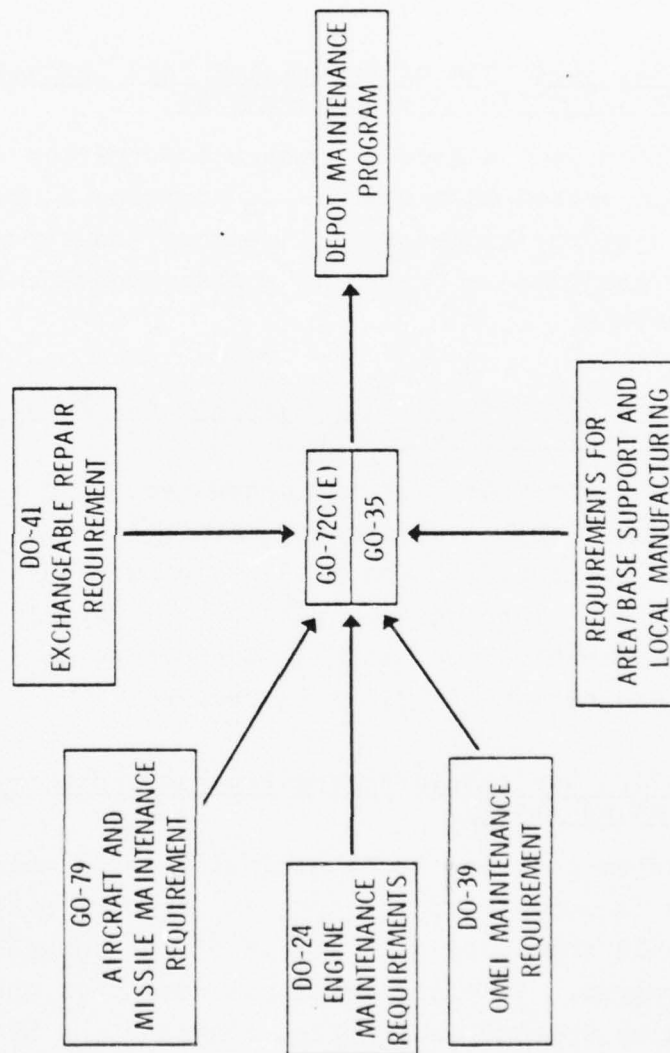 DO-41
EXCHANGEABLE REPAIR
REQUIREMENT
GO-79
AIRCRAFT AND
MISSILE MAINTENANCE
REQUIREMENT
DO-24
ENGINE
MAINTENANCE
REQUIREMENTS
DO-39
OMEI MAINTENANCE
REQUIREMENT
GO-72C(E)
GO-35
DEPOT MAINTENANCE
PROGRAM
REQUIREMENTS FOR
AREA/BASE SUPPORT AND
LOCAL MANUFACTURING